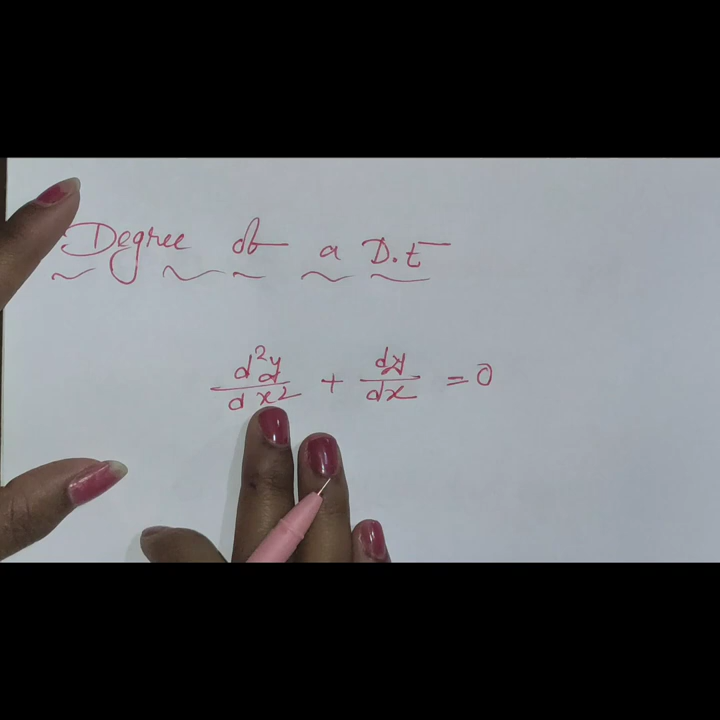 Degree of a D.E
d²y/dx² + dy/dx = 0